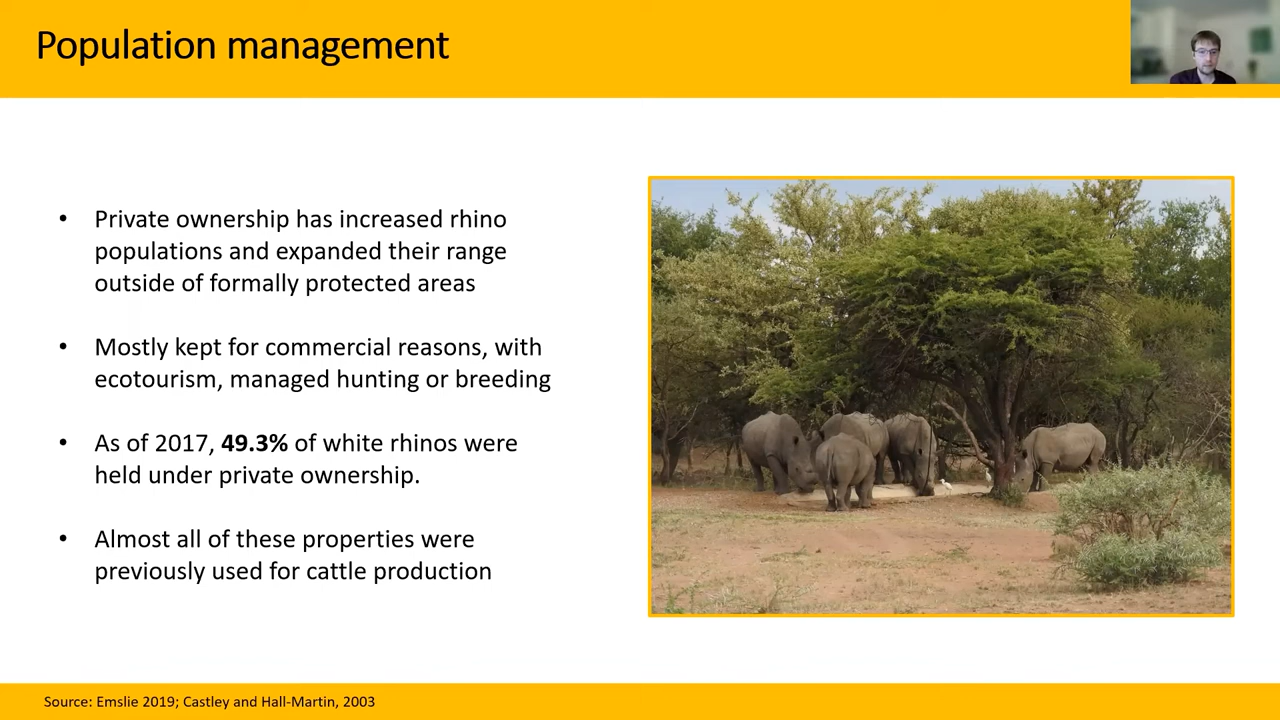 Population management
• Private ownership has increased rhino
populations and expanded their range
outside of formally protected areas
• Mostly kept for commercial reasons, with
ecotourism, managed hunting or breeding
• As of 2017, 49.3% of white rhinos were
held under private ownership.
• Almost all of these properties were
previously used for cattle production
Source: Emslie 2019; Castley and Hall-Martin, 2003